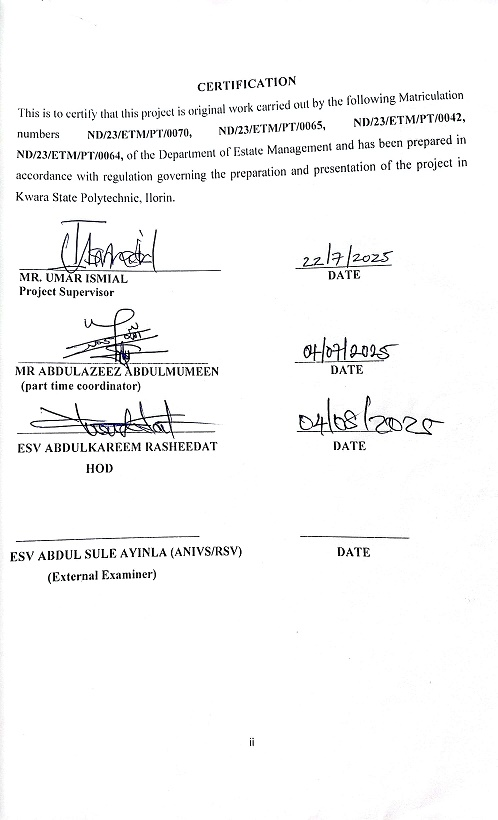 CERTIFICATION
This is to certify that this project is original work carried out by the following Matriculation
numbers ND/23/ETM/PT/0070, ND/23/ETM/PT/0065, ND/23/ETM/PT/0042,
ND/23/ETM/PT/0064, of the Department of Estate Management and has been prepared in
accordance with regulation governing the preparation and presentation of the project in
Kwara State Polytechnic, Ilorin.
22/7/2025
MR. UMAR ISMIAL DATE
Project Supervisor
04/07/2025
MR ABDULAZEEZ ABDULMUMEEN DATE
(part time coordinator)
04/08/2025
ESV ABDULKAREEM RASHEEDAT DATE
HOD
ESV ABDUL SULE AYINLA (ANIVS/RSV) DATE
(External Examiner)
ii